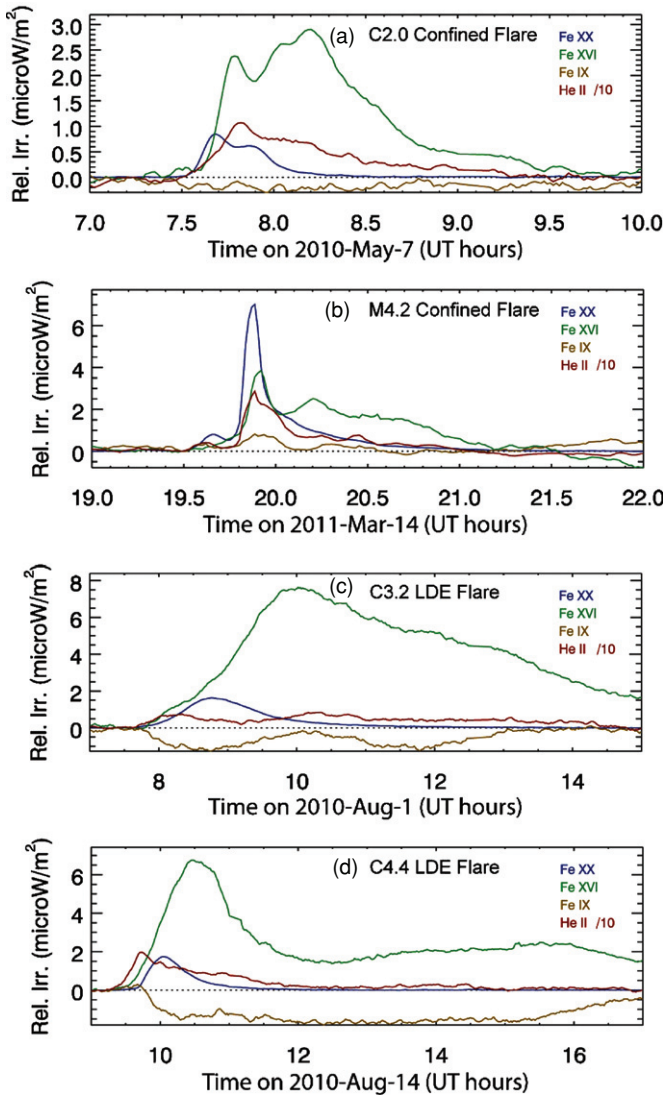 (a) C2.0 Confined Flare
Fe XX
Fe XVI
Fe IX
He II /10
Rel. Irr. (microW/m²)
3.0
2.5
2.0
1.5
1.0
0.5
0.0
7.0 7.5 8.0 8.5 9.0 9.5 10.0
Time on 2010-May-7 (UT hours)
(b) M4.2 Confined Flare
Fe XX
Fe XVI
Fe IX
He II /10
Rel. Irr. (microW/m²)
6
4
2
0
19.0 19.5 20.0 20.5 21.0 21.5 22.0
Time on 2011-Mar-14 (UT hours)
(c) C3.2 LDE Flare
Fe XX
Fe XVI
Fe IX
He II /10
Rel. Irr. (microW/m²)
8
6
4
2
0
8 10 12 14
Time on 2010-Aug-1 (UT hours)
(d) C4.4 LDE Flare
Fe XX
Fe XVI
Fe IX
He II /10
Rel. Irr. (microW/m²)
6
4
2
0
10 12 14 16
Time on 2010-Aug-14 (UT hours)